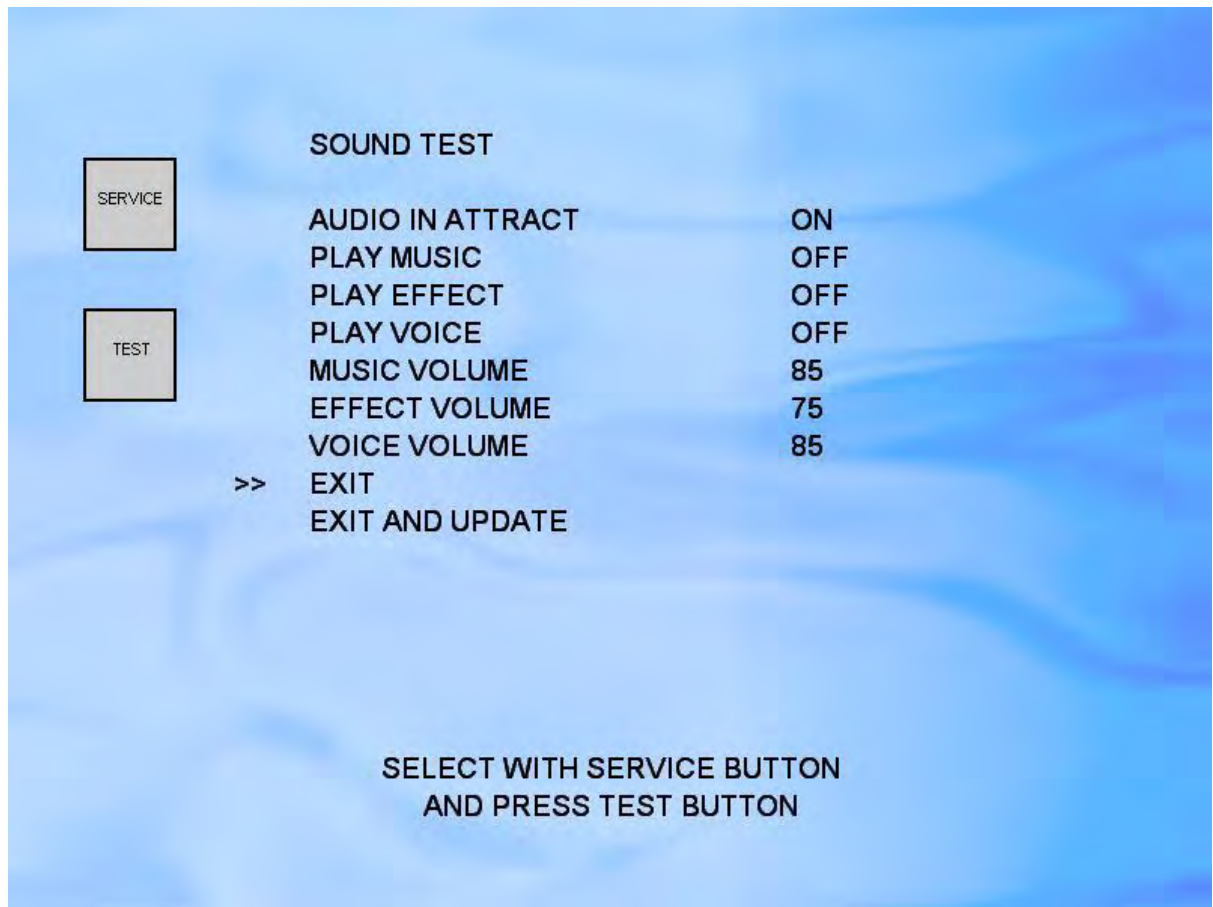 SOUND TEST
SERVICE
AUDIO IN ATTRACT ON
PLAY MUSIC OFF
PLAY EFFECT OFF
PLAY VOICE OFF
TEST
MUSIC VOLUME 85
EFFECT VOLUME 75
VOICE VOLUME 85
>> EXIT
EXIT AND UPDATE
SELECT WITH SERVICE BUTTON
AND PRESS TEST BUTTON